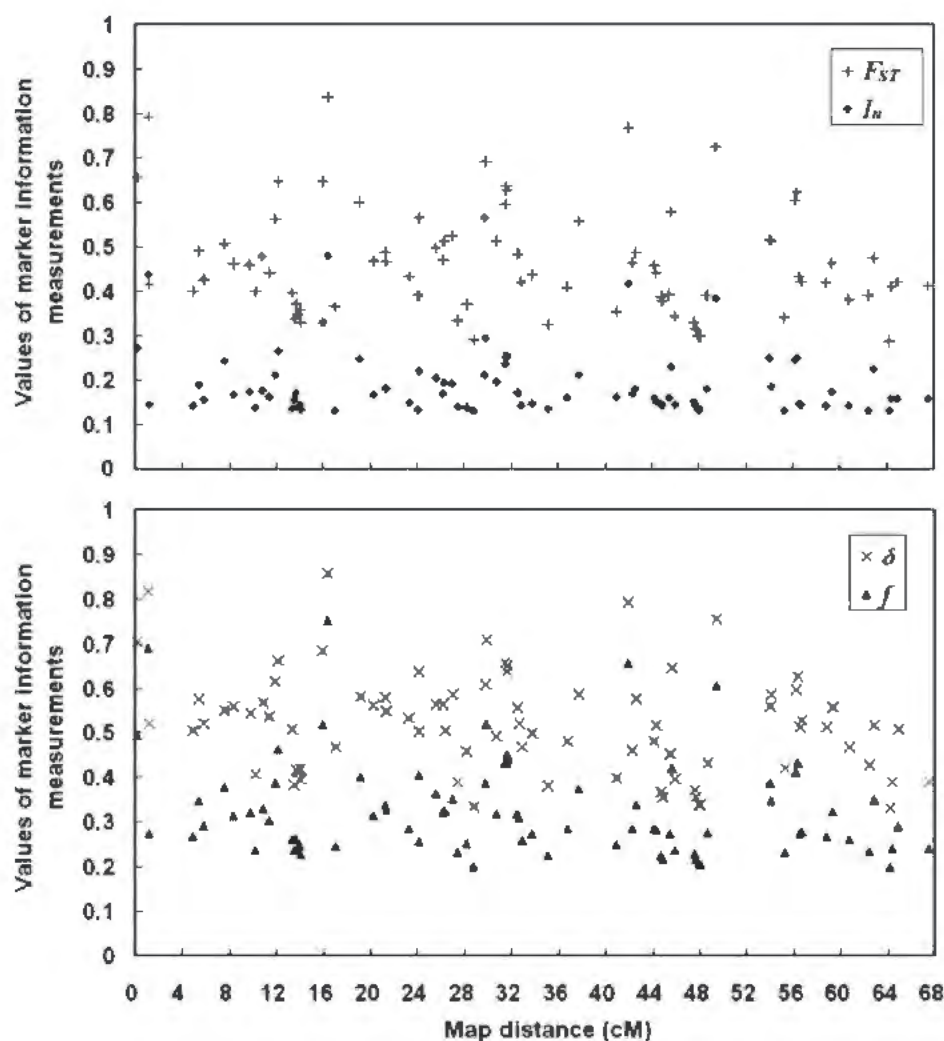 Values of marker information
measurements
1
0.9
0.8
0.7
0.6
0.5
0.4
0.3
0.2
0.1
0
+ FST
♦ In
Values of marker information
measurements
1
0.9
0.8
0.7
0.6
0.5
0.4
0.3
0.2
0.1
0
× δ
▲ f
0 4 8 12 16 20 24 28 32 36 40 44 48 52 56 60 64 68
Map distance (cM)